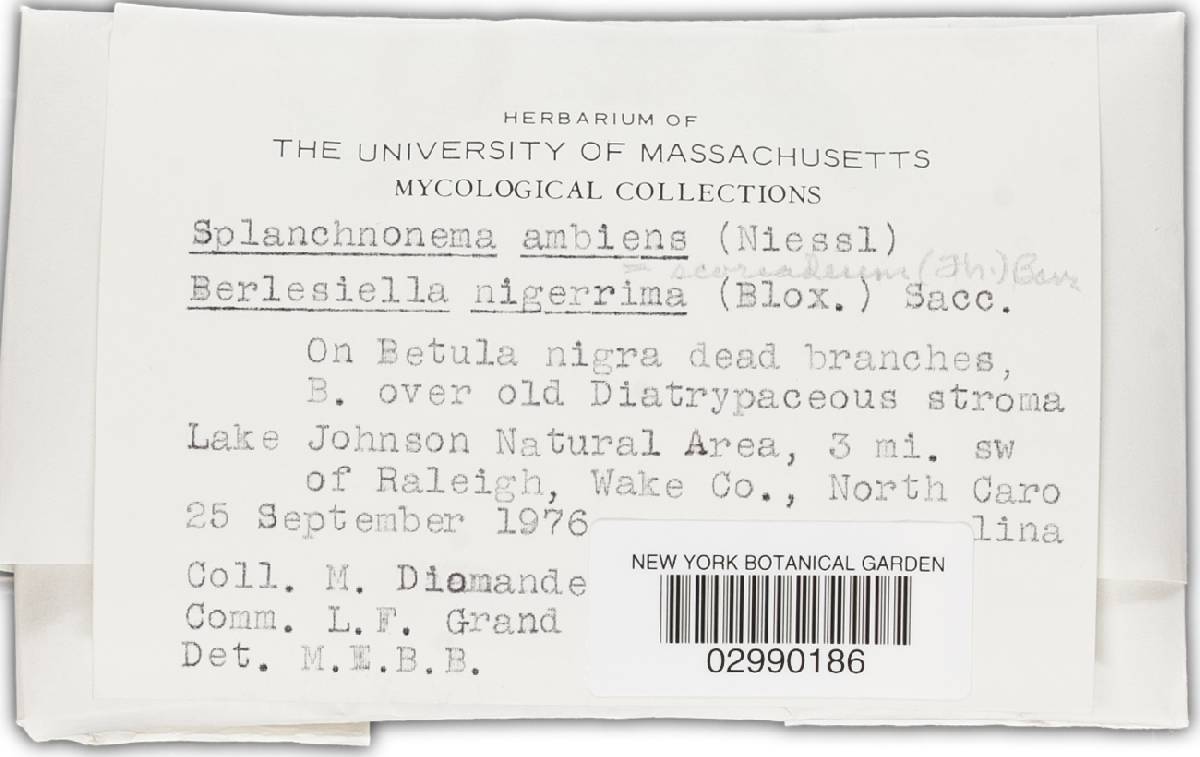 HERBARIUM OF
THE UNIVERSITY OF MASSACHUSETTS
MYCOLOGICAL COLLECTIONS
Splanchnonema ambiens (Niessl)
=
Berlesiella nigerrima (Blox.) Sacc.
On Betula nigra dead branches,
B. over old Diatrypaceous stroma
Lake Johnson Natural Area, 3 mi. sw
of Raleigh, Wake Co., North Caro
25 September 1976 lina
Coll. M. Diomande
Comm. L.F. Grand
Det. M.E.B.B.
NEW YORK BOTANICAL GARDEN
02990186